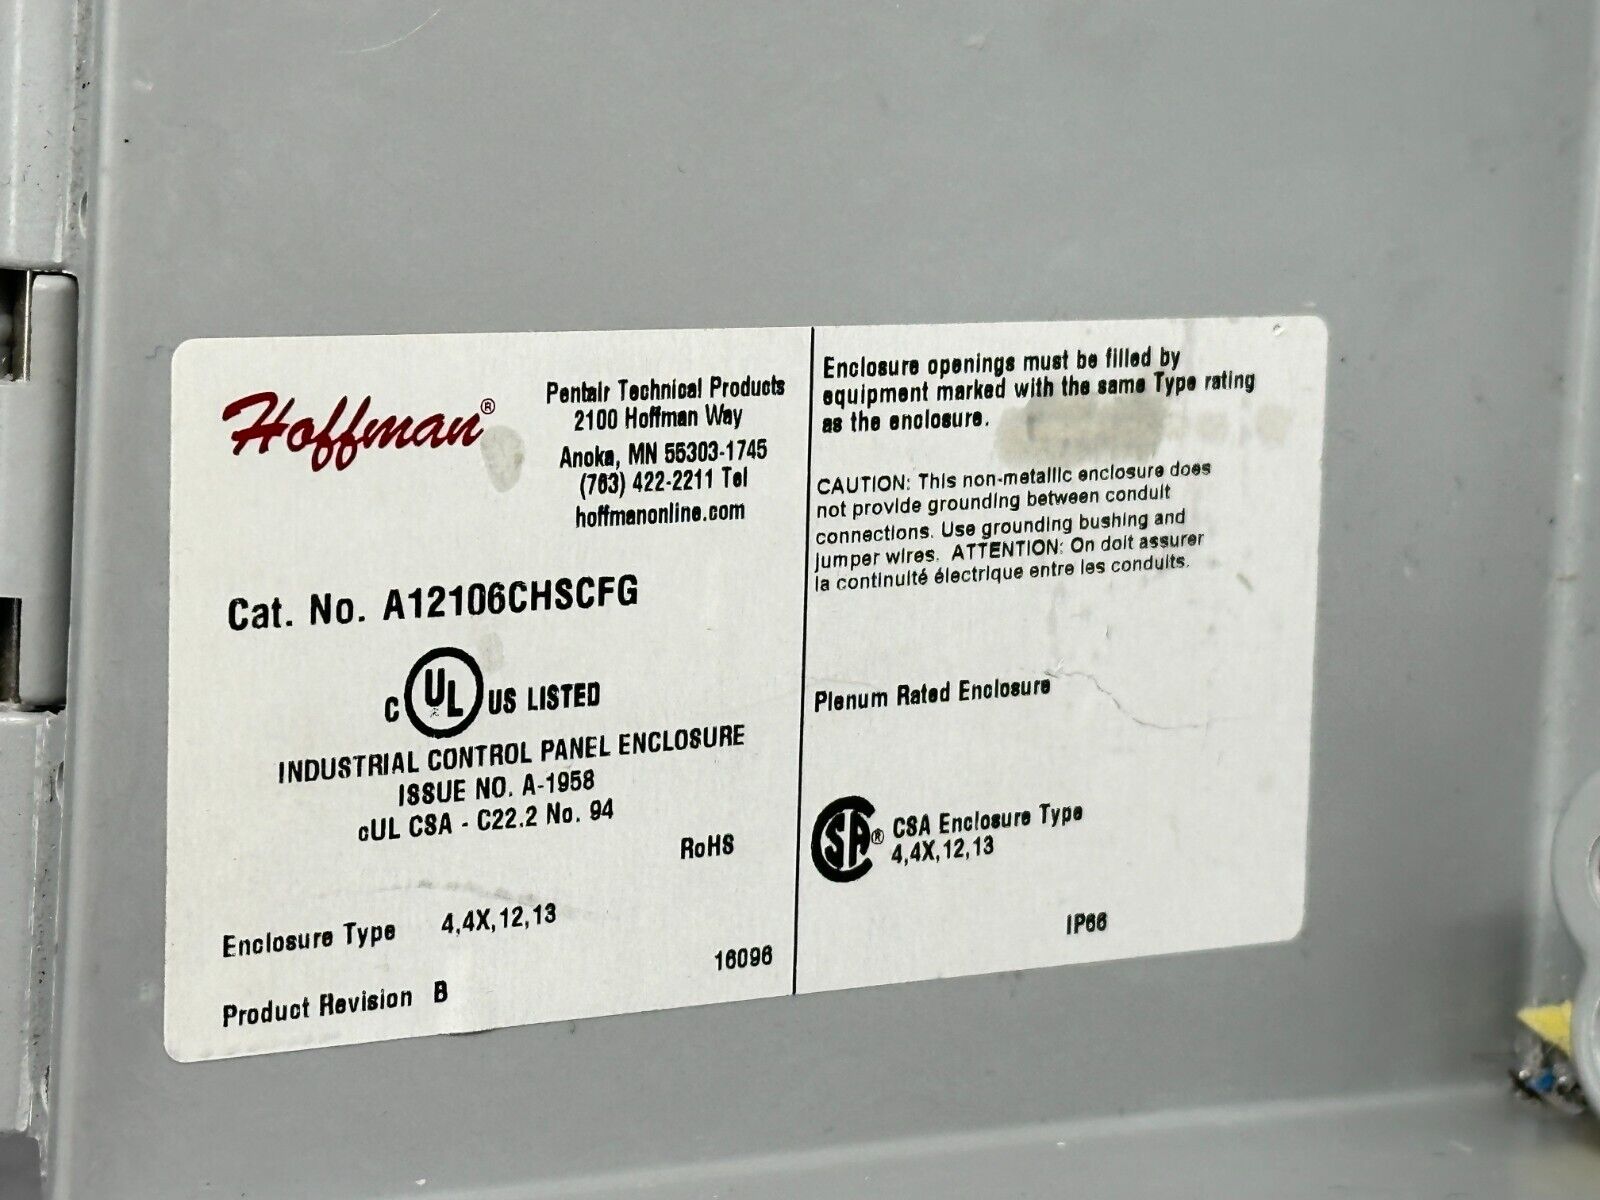 Hoffman®
Pentair Technical Products
2100 Hoffman Way
Anoka, MN 55303-1745
(763) 422-2211 Tel
hoffmanonline.com
Cat. No. A12106CHSCFG
C UL US LISTED
INDUSTRIAL CONTROL PANEL ENCLOSURE
ISSUE NO. A-1958
cUL CSA - C22.2 No. 94
RoHS
Enclosure Type 4,4X,12,13
16096
Product Revision B
Enclosure openings must be filled by
equipment marked with the same Type rating
as the enclosure.
CAUTION: This non-metallic enclosure does
not provide grounding between conduit
connections. Use grounding bushing and
jumper wires. ATTENTION: On doit assurer
la continuité électrique entre les conduits.
Plenum Rated Enclosure
SA® CSA Enclosure Type
4,4X,12,13
IP66